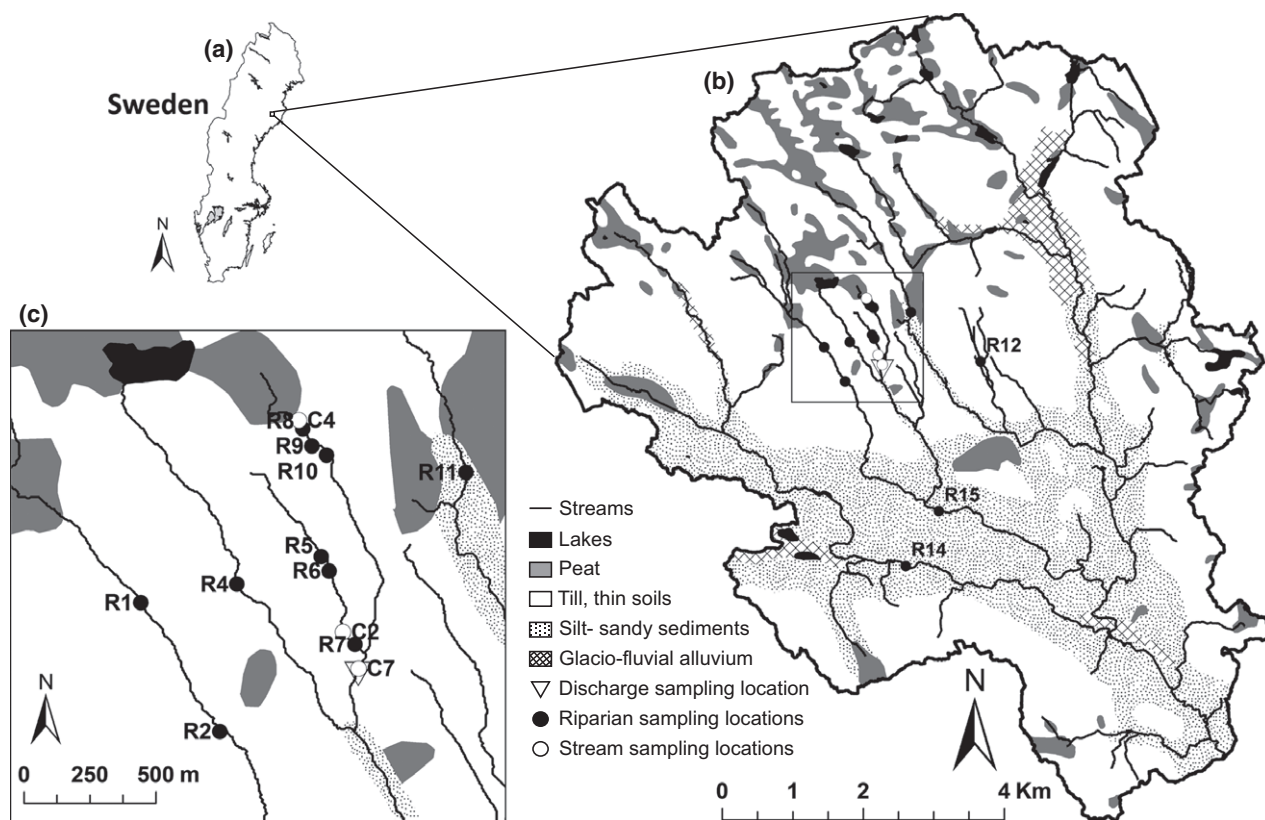 (a)
Sweden
N
(b)
R12
R15
R14
(c)
R8
C4
R9
R10
R11
R5
R6
R4
R1
C2
R7
C7
R2
N
0 250 500 m
Streams
Lakes
Peat
Till, thin soils
Silt- sandy sediments
Glacio-fluvial alluvium
Discharge sampling location
Riparian sampling locations
Stream sampling locations
N
0 1 2 4 Km